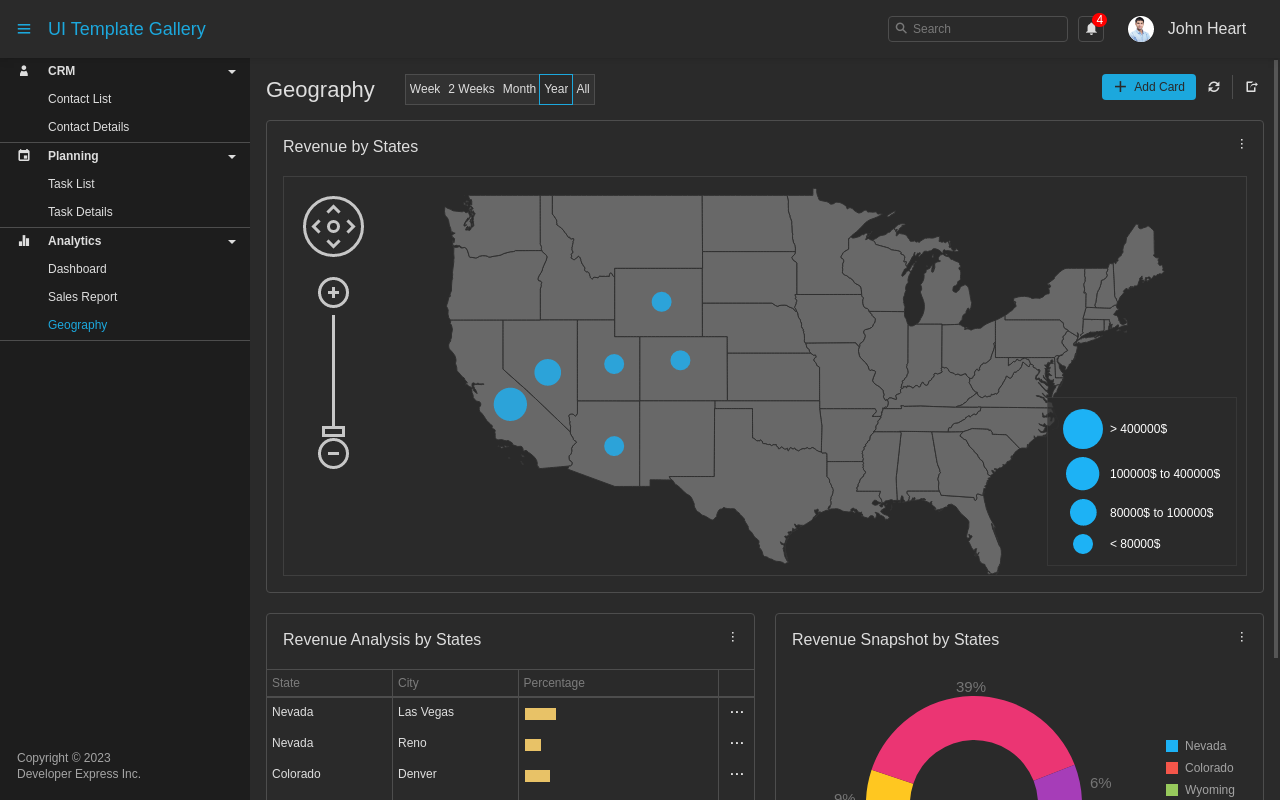 UI Template Gallery
Search
4
John Heart
CRM
Contact List
Contact Details
Planning
Task List
Task Details
Analytics
Dashboard
Sales Report
Geography
Copyright © 2023
Developer Express Inc.
Geography
Week 2 Weeks Month Year All
Add Card
Revenue by States
> 400000$
100000$ to 400000$
80000$ to 100000$
< 80000$
Revenue Analysis by States
State City Percentage
Nevada Las Vegas
Nevada Reno
Colorado Denver
Revenue Snapshot by States
39%
6%
9%
Nevada
Colorado
Wyoming